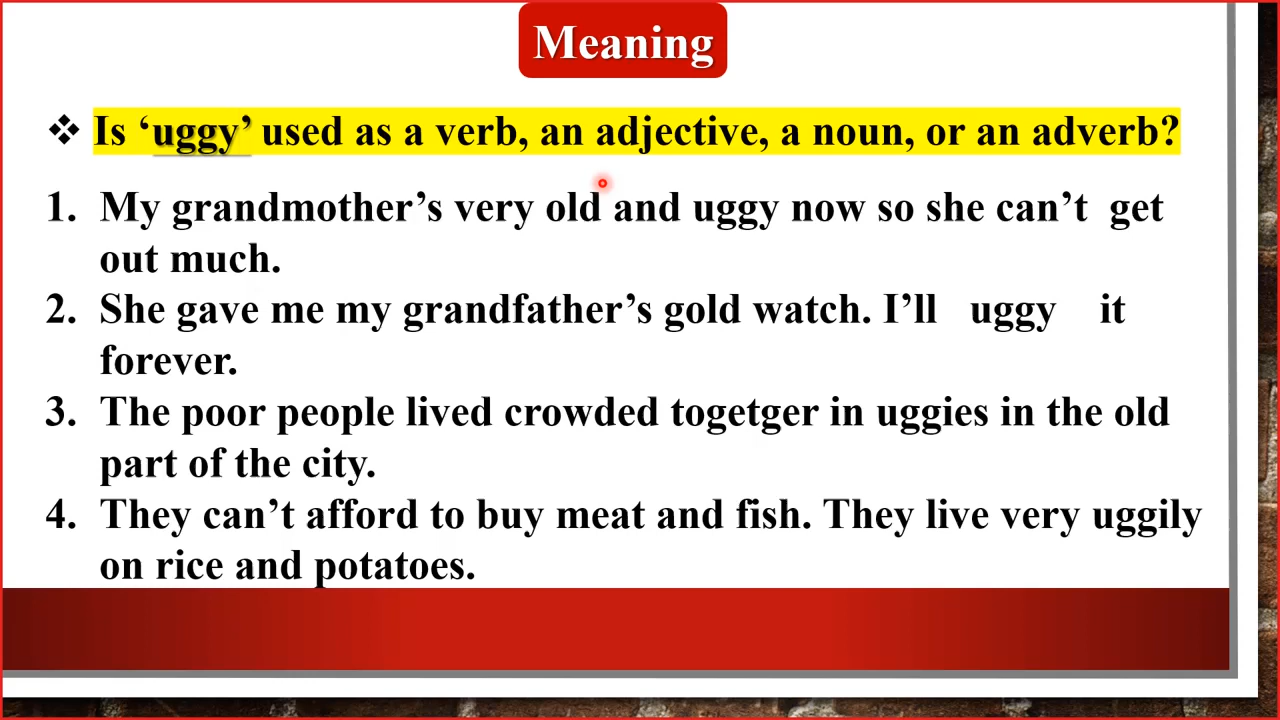 Meaning
❖ Is ‘uggy’ used as a verb, an adjective, a noun, or an adverb?
1. My grandmother’s very old and uggy now so she can’t get
out much.
2. She gave me my grandfather’s gold watch. I’ll uggy it
forever.
3. The poor people lived crowded togetger in uggies in the old
part of the city.
4. They can’t afford to buy meat and fish. They live very uggily
on rice and potatoes.